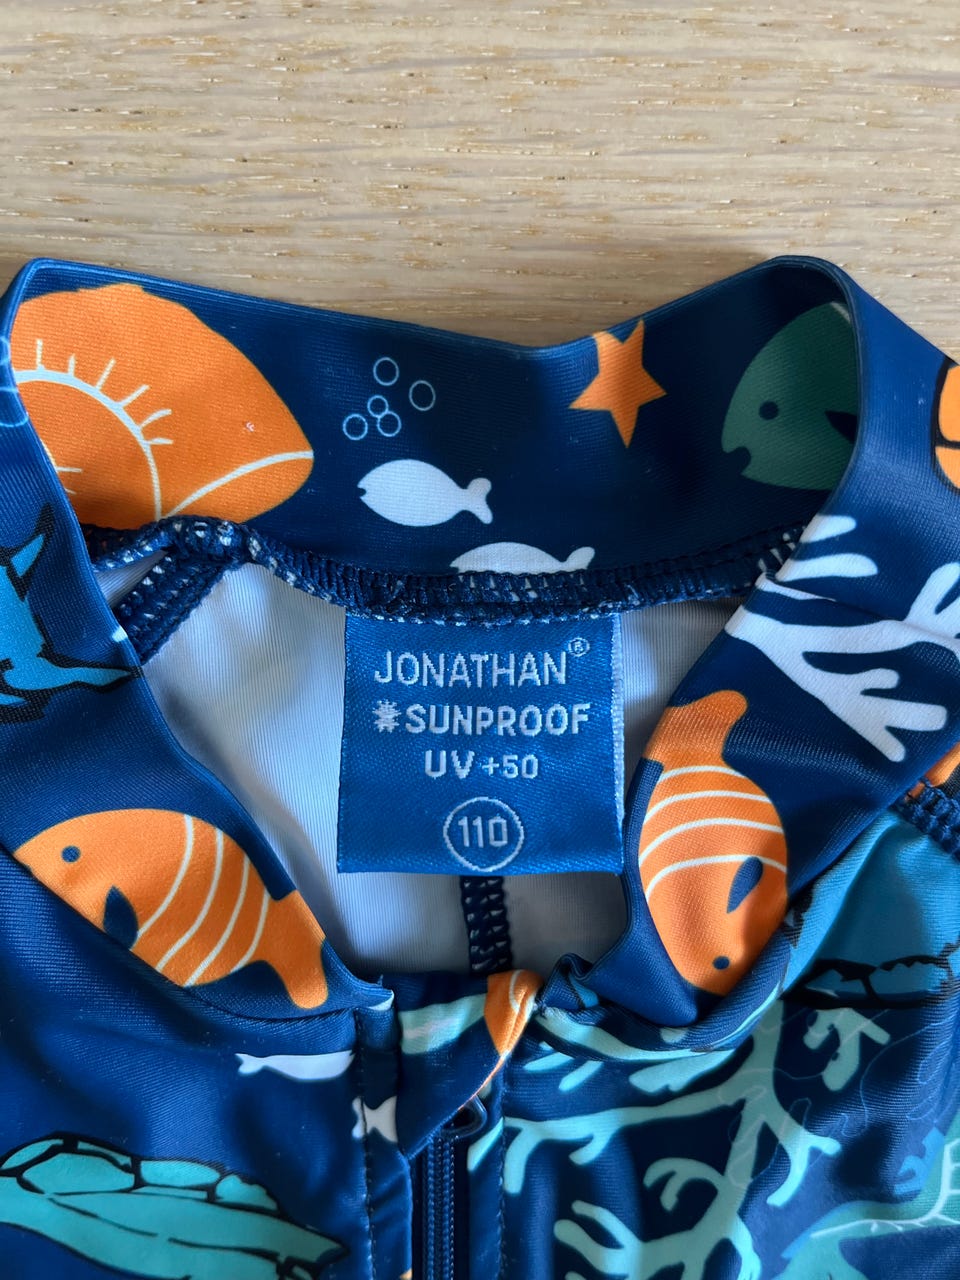 JONATHAN®
SUNPROOF
UV +50
110